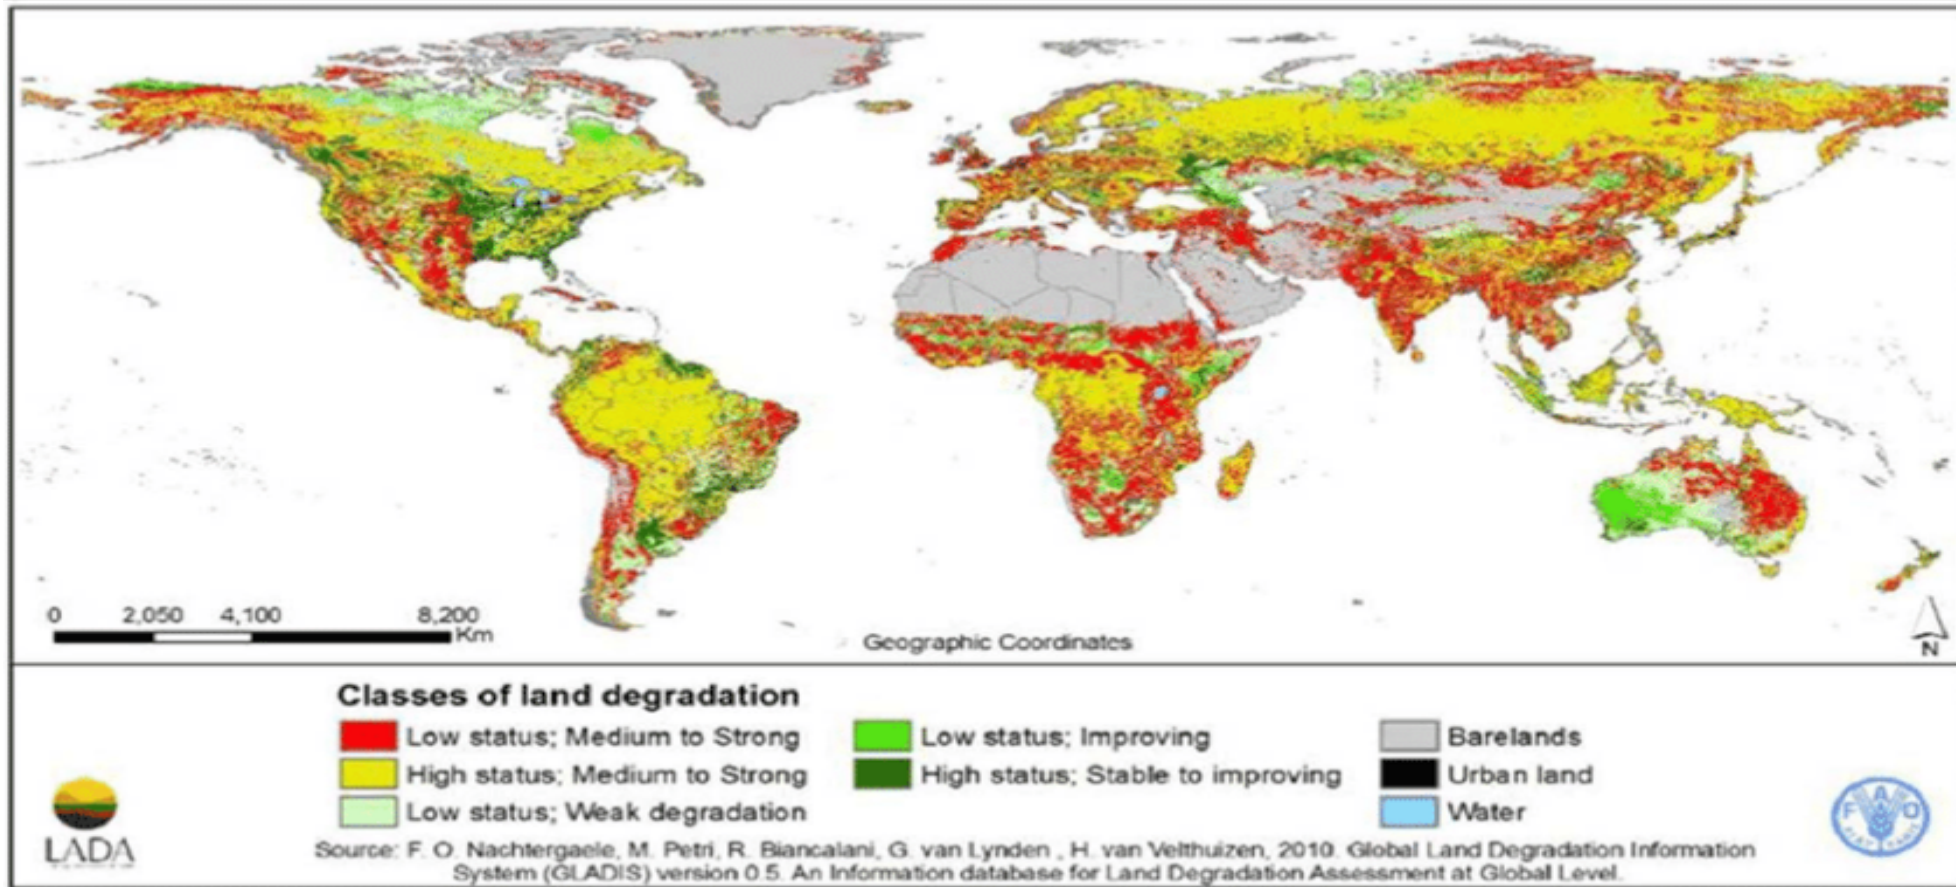 0 2,050 4,100 8,200
Km
Geographic Coordinates
N
Classes of land degradation
Low status; Medium to Strong
High status; Medium to Strong
Low status; Weak degradation
Low status; Improving
High status; Stable to improving
Barelands
Urban land
Water
LADA
F A O
Source: F. O. Nachtergaele, M. Petri, R. Biancalani, G. van Lynden , H. van Velthuizen, 2010. Global Land Degradation Information
System (GLADIS) version 0.5. An Information database for Land Degradation Assessment at Global Level.